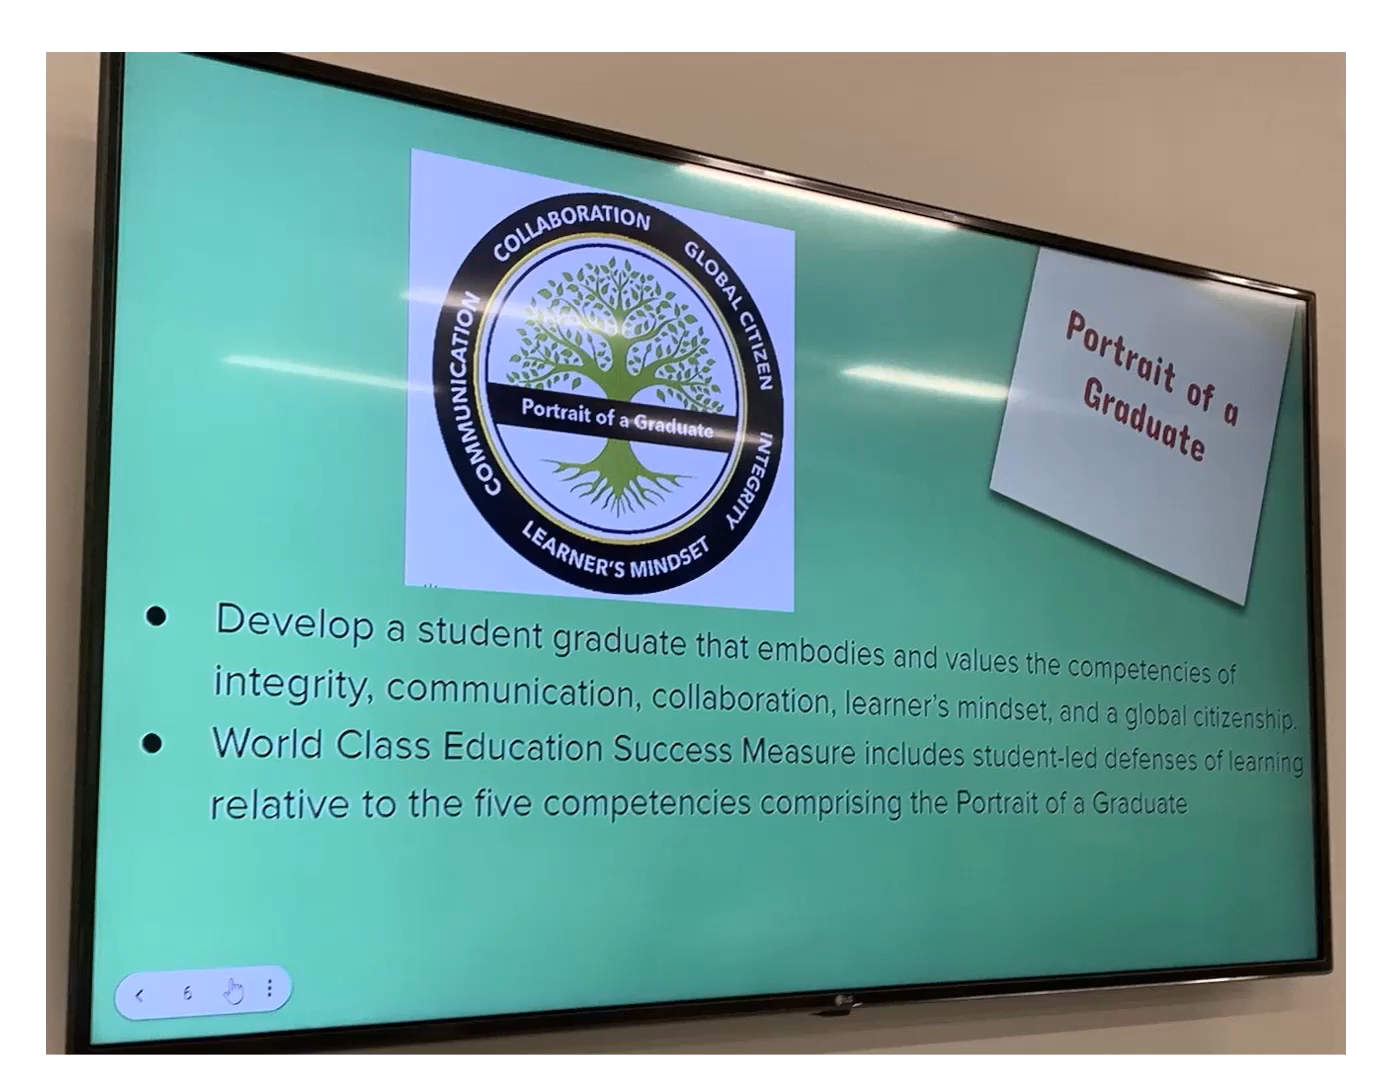 COLLABORATION
GLOBAL CITIZEN
COMMUNICATION
INTEGRITY
LEARNER'S MINDSET
Portrait of a Graduate
Portrait of a
Graduate
● Develop a student graduate that embodies and values the competencies of
integrity, communication, collaboration, learner's mindset, and a global citizenship.
● World Class Education Success Measure includes student-led defenses of learning
relative to the five competencies comprising the Portrait of a Graduate
6
LG